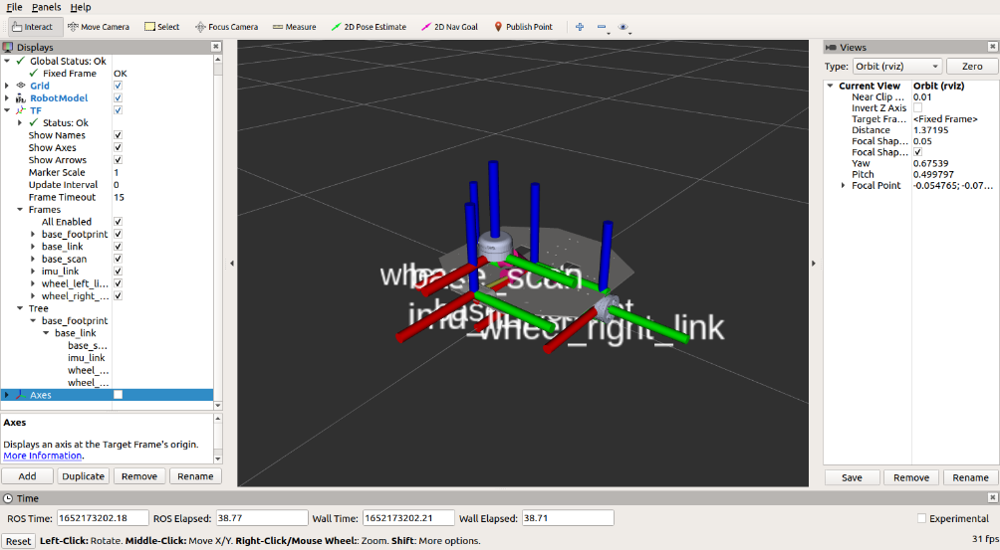 File Panels Help
Interact Move Camera Select Focus Camera Measure 2D Pose Estimate 2D Nav Goal Publish Point
Displays
Global Status: Ok
Fixed Frame OK
Grid
RobotModel
TF
Status: Ok
Show Names
Show Axes
Show Arrows
Marker Scale 1
Update Interval 0
Frame Timeout 15
Frames
All Enabled
base_footprint
base_link
base_scan
imu_link
wheel_left_li...
wheel_right_...
Tree
base_footprint
base_link
base_s...
imu_link
wheel_...
wheel_...
Axes
Axes
Displays an axis at the Target Frame's origin.
More Information.
Add Duplicate Remove Rename
base_scan
wheel_right_link
Views
Type: Orbit (rviz) Zero
Current View Orbit (rviz)
Near Clip ... 0.01
Invert Z Axis
Target Fra... <Fixed Frame>
Distance 1.37195
Focal Shap... 0.05
Focal Shap...
Yaw 0.67539
Pitch 0.499797
Focal Point -0.054765; -0.07...
Save Remove Rename
Time
ROS Time: 1652173202.18 ROS Elapsed: 38.77 Wall Time: 1652173202.21 Wall Elapsed: 38.71 Experimental
Reset Left-Click: Rotate. Middle-Click: Move X/Y. Right-Click/Mouse Wheel:: Zoom. Shift: More options. 31 fps